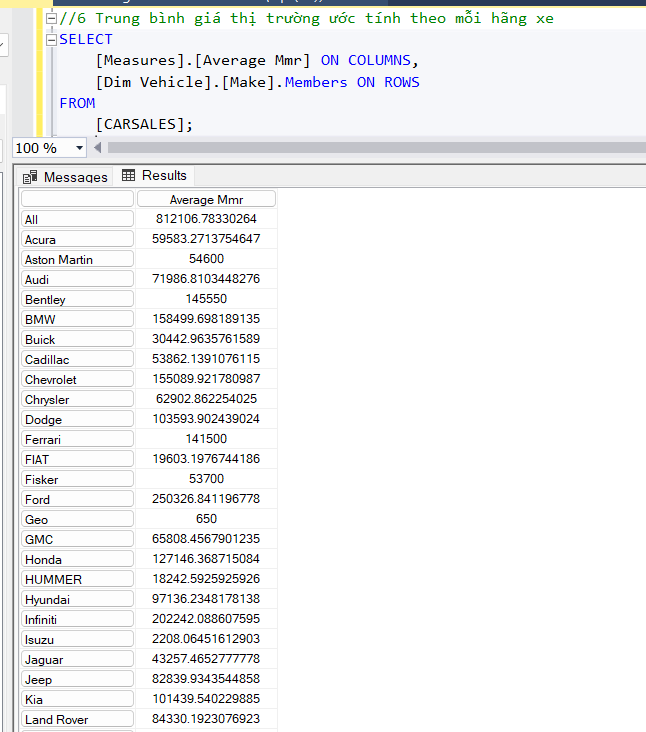 //6 Trung bình giá thị trường ước tính theo mỗi hãng xe
SELECT
[Measures].[Average Mmr] ON COLUMNS,
[Dim Vehicle].[Make].Members ON ROWS
FROM
[CARSALES];
100 %
Messages Results
Average Mmr
All 812106.78330264
Acura 59583.2713754647
Aston Martin 54600
Audi 71986.8103448276
Bentley 145550
BMW 158499.698189135
Buick 30442.9635761589
Cadillac 53862.1391076115
Chevrolet 155089.921780987
Chrysler 62902.862254025
Dodge 103593.902439024
Ferrari 141500
FIAT 19603.1976744186
Fisker 53700
Ford 250326.841196778
Geo 650
GMC 65808.4567901235
Honda 127146.368715084
HUMMER 18242.5925925926
Hyundai 97136.2348178138
Infiniti 202242.088607595
Isuzu 2208.06451612903
Jaguar 43257.4652777778
Jeep 82839.9343544858
Kia 101439.540229885
Land Rover 84330.1923076923